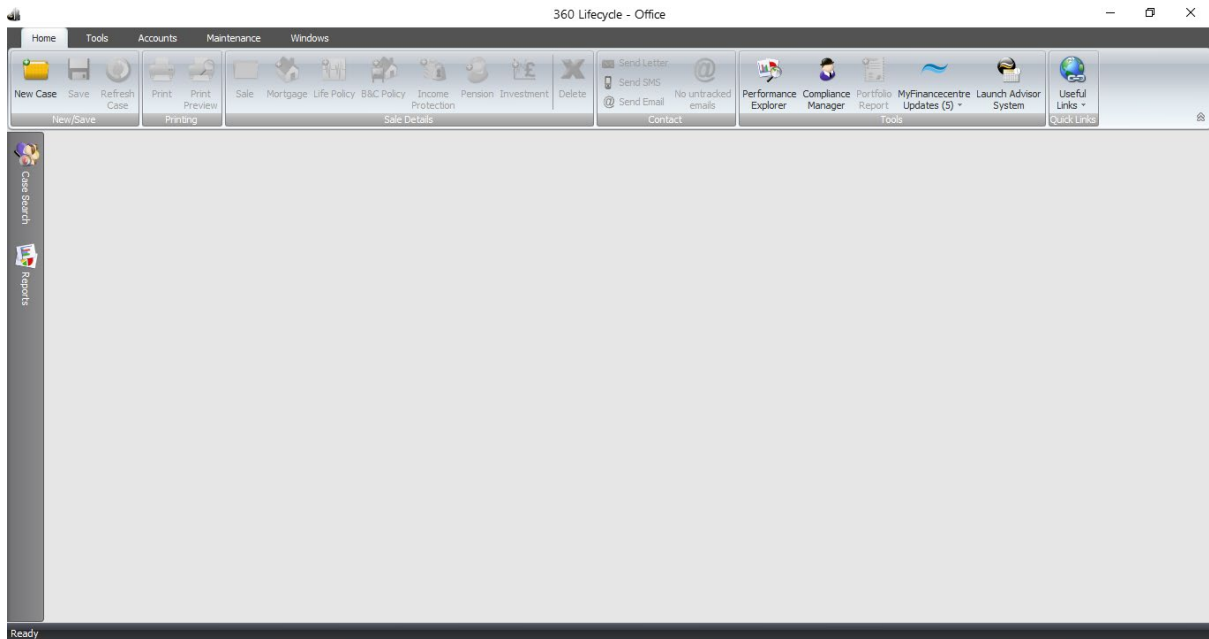 360 Lifecycle - Office
Home Tools Accounts Maintenance Windows
New Case Save Refresh Case Print Print Preview Sale Mortgage Life Policy B&C Policy Income Protection Pension Investment Delete
Send Letter
Send SMS
Send Email
No untracked emails
Performance Explorer Compliance Manager Portfolio Report MyFinancecentre Updates (5) Launch Advisor System Useful Links
New/Save Printing Sale Details Contact Tools Quick Links
Case Search
Reports
Ready